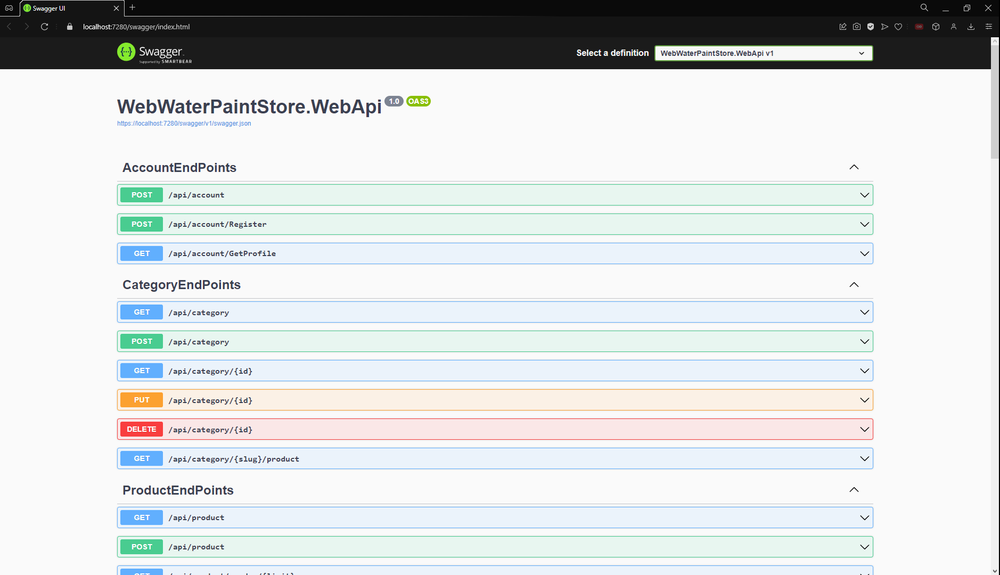 Swagger UI
localhost:7280/swagger/index.html
Swagger
Supported by SMARTBEAR
Select a definition
WebWaterPaintStore.WebApi v1
WebWaterPaintStore.WebApi 1.0 OAS3
https://localhost:7280/swagger/v1/swagger.json
AccountEndPoints
POST /api/account
POST /api/account/Register
GET /api/account/GetProfile
CategoryEndPoints
GET /api/category
POST /api/category
GET /api/category/{id}
PUT /api/category/{id}
DELETE /api/category/{id}
GET /api/category/{slug}/product
ProductEndPoints
GET /api/product
POST /api/product
GET